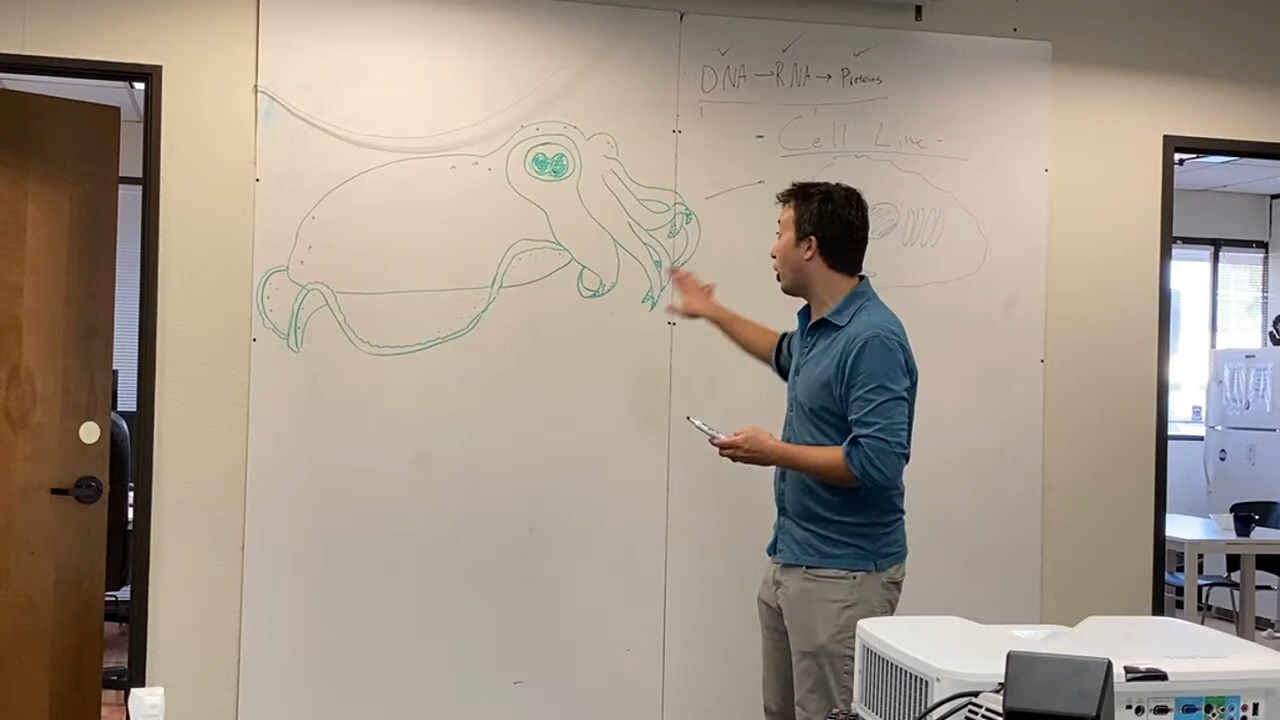 DNA → RNA → Proteins
- Cell Line -